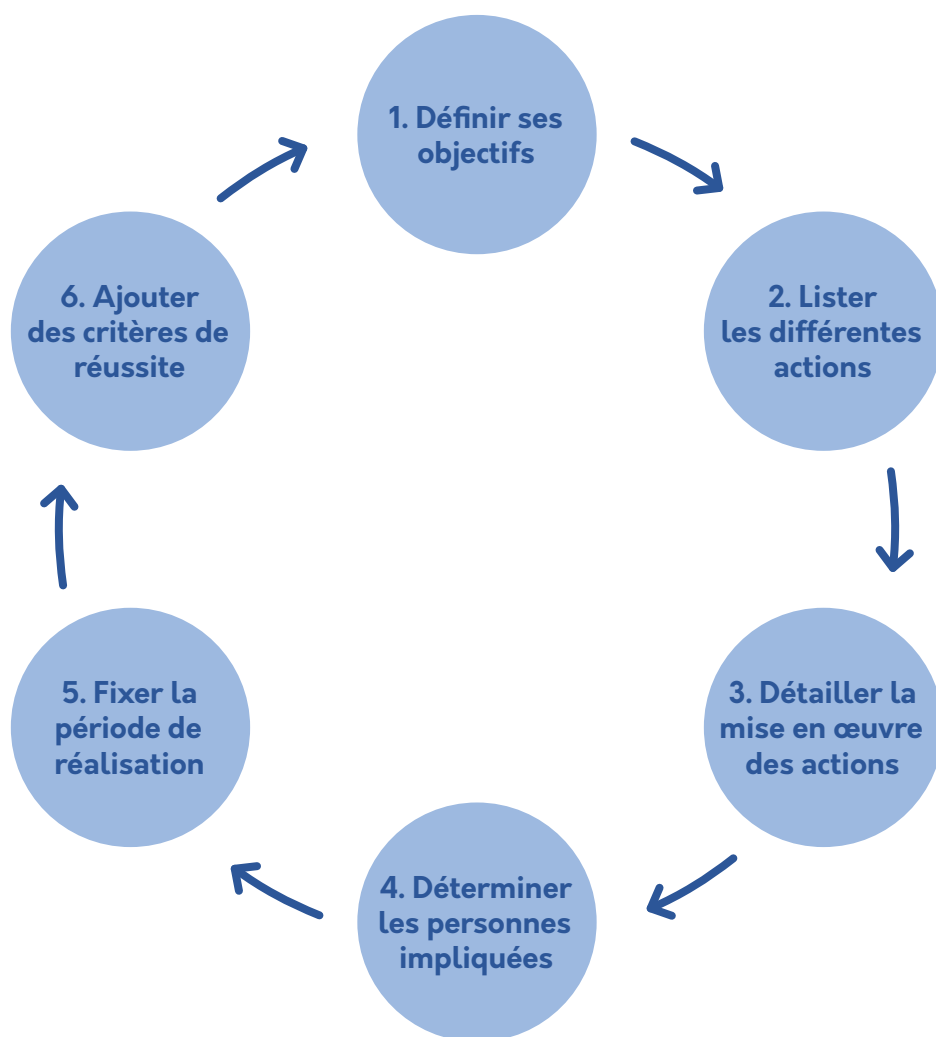 1. Définir ses
objectifs
2. Lister
les différentes
actions
3. Détailler la
mise en œuvre
des actions
4. Déterminer
les personnes
impliquées
5. Fixer la
période de
réalisation
6. Ajouter
des critères de
réussite